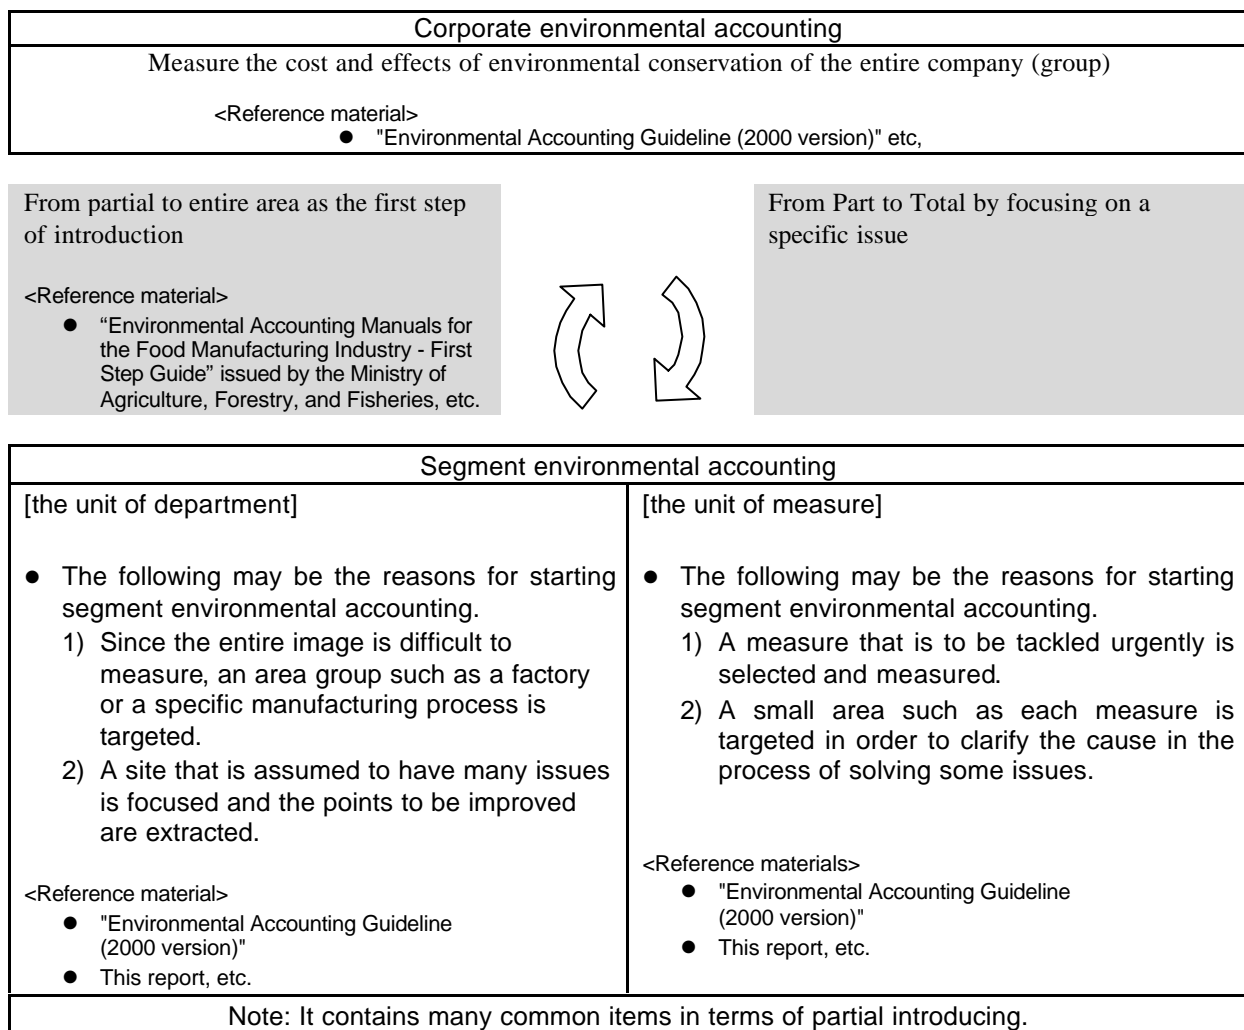 Corporate environmental accounting
Measure the cost and effects of environmental conservation of the entire company (group)
<Reference material>
● "Environmental Accounting Guideline (2000 version)" etc,
From partial to entire area as the first step
of introduction
<Reference material>
● “Environmental Accounting Manuals for
the Food Manufacturing Industry - First
Step Guide” issued by the Ministry of
Agriculture, Forestry, and Fisheries, etc.
From Part to Total by focusing on a
specific issue
Segment environmental accounting
[the unit of department]
● The following may be the reasons for starting
segment environmental accounting.
1) Since the entire image is difficult to
measure, an area group such as a factory
or a specific manufacturing process is
targeted.
2) A site that is assumed to have many issues
is focused and the points to be improved
are extracted.
<Reference material>
● "Environmental Accounting Guideline
(2000 version)"
● This report, etc.
[the unit of measure]
● The following may be the reasons for starting
segment environmental accounting.
1) A measure that is to be tackled urgently is
selected and measured.
2) A small area such as each measure is
targeted in order to clarify the cause in the
process of solving some issues.
<Reference materials>
● "Environmental Accounting Guideline
(2000 version)"
● This report, etc.
Note: It contains many common items in terms of partial introducing.